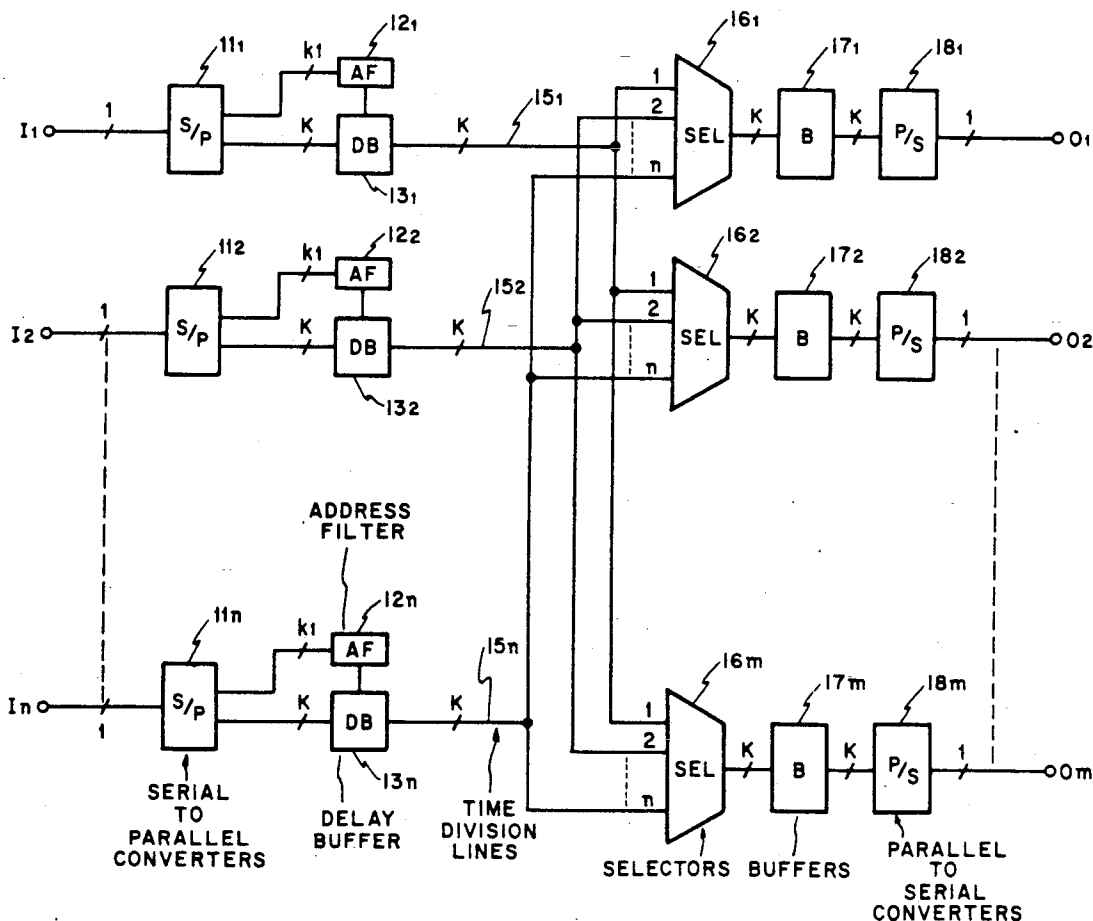 12₁ 16₁ 17₁ 18₁
11₁ k1 AF 15₁ 1
I₁ 1 S/P K DB K 2 SEL K B K P/S 1 O₁
13₁ n
12₂ 16₂ 17₂ 18₂
11₂ k1 AF 15₂ 1
I₂ 1 S/P K DB K 2 SEL K B K P/S 1 O₂
13₂ n
ADDRESS
FILTER
12n 16m 17m 18m
11n k1 AF 15n 1
In 1 S/P K DB K 2 SEL K B K P/S 1 Om
13n n
SERIAL
TO
PARALLEL
CONVERTERS
DELAY
BUFFER
TIME
DIVISION
LINES
SELECTORS
BUFFERS
PARALLEL
TO
SERIAL
CONVERTERS